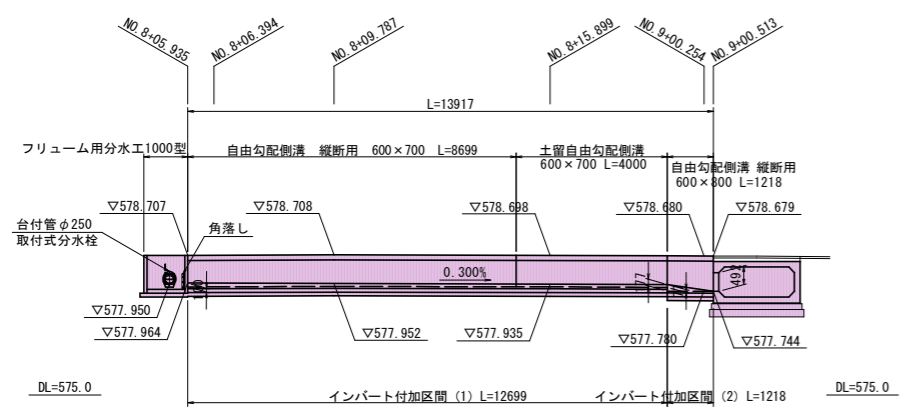 NO.8+05.935
NO.8+06.394
NO.8+09.787
NO.8+15.899
NO.9+00.254
NO.9+00.513
L=13917
フリューム用分水工1000型
自由勾配側溝 縦断用 600×700 L=8699
土留自由勾配側溝
600×700 L=4000
自由勾配側溝 縦断用
600×800 L=1218
▽578.707
▽578.708
▽578.698
▽578.680
▽578.679
台付管φ250
取付式分水栓
角落し
0.300%
492
▽577.950
▽577.964
▽577.952
▽577.935
▽577.780
▽577.744
DL=575.0
インバート付加区間（1）L=12699
インバート付加区間（2）L=1218
DL=575.0